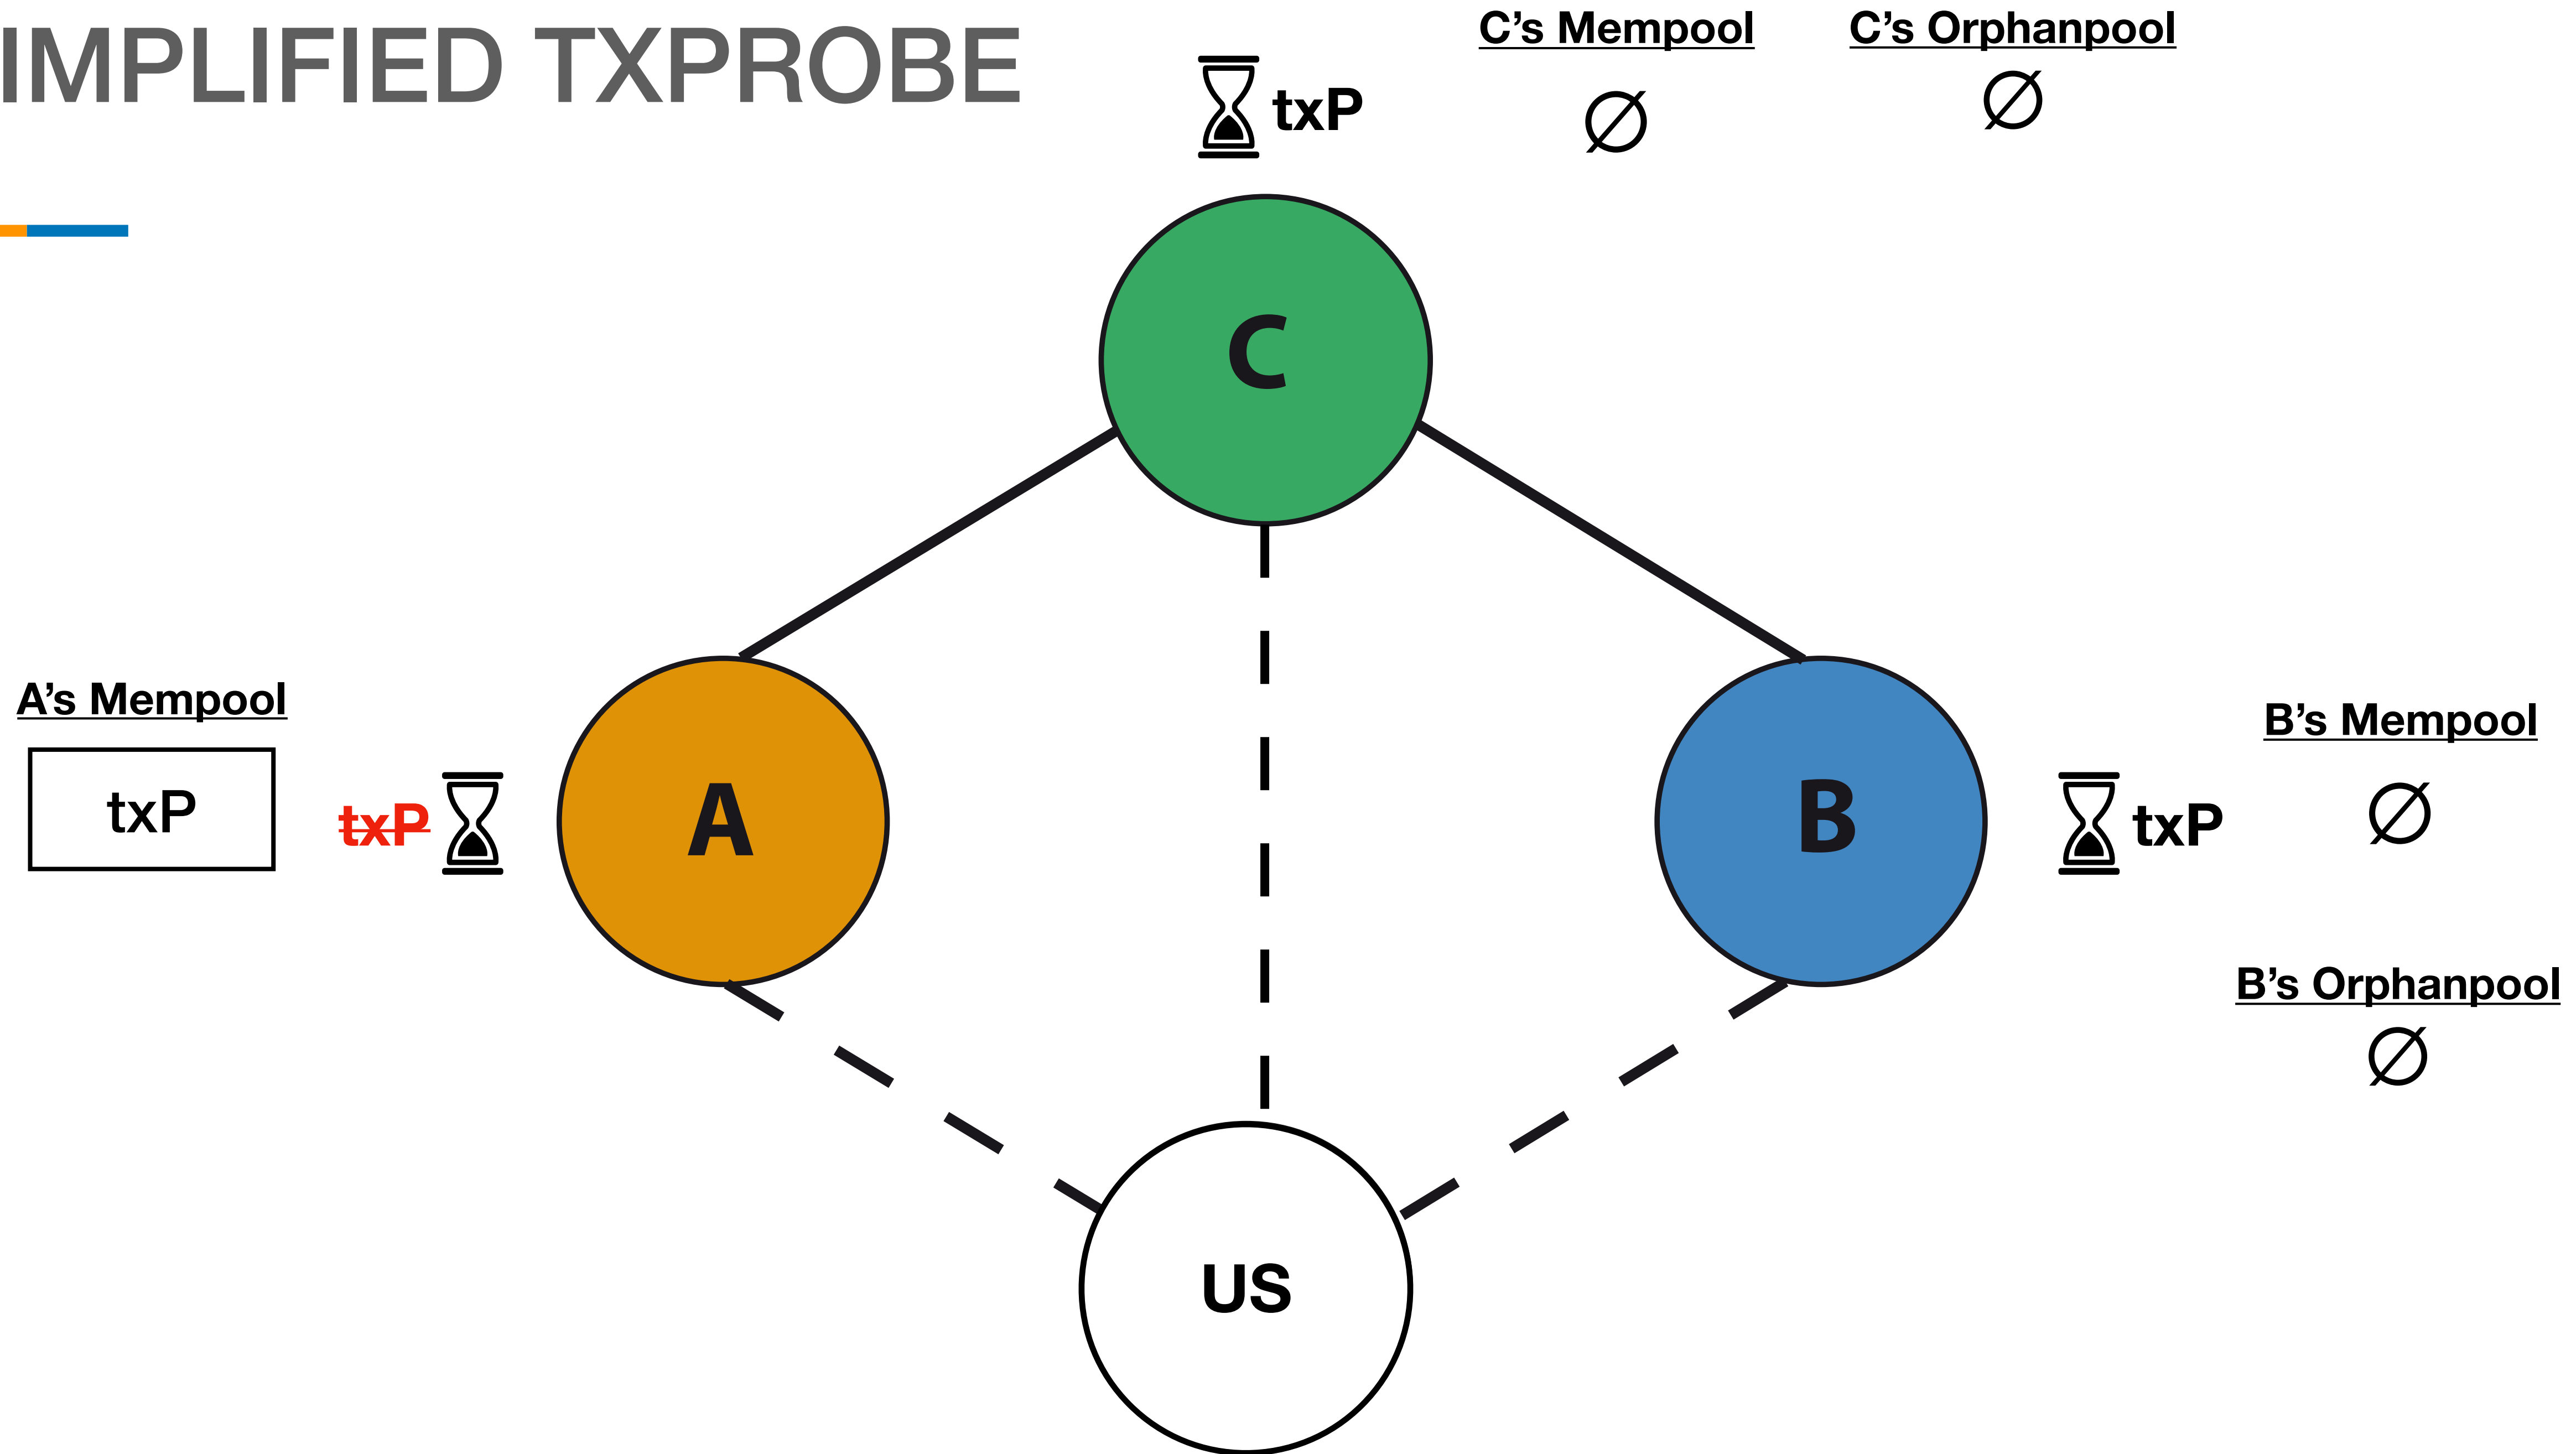 IMPLIFIED TXPROBE
C's Mempool
C's Orphanpool
txP
∅
∅
C
A's Mempool
txP
txP
A
B
txP
B's Mempool
∅
B's Orphanpool
∅
US